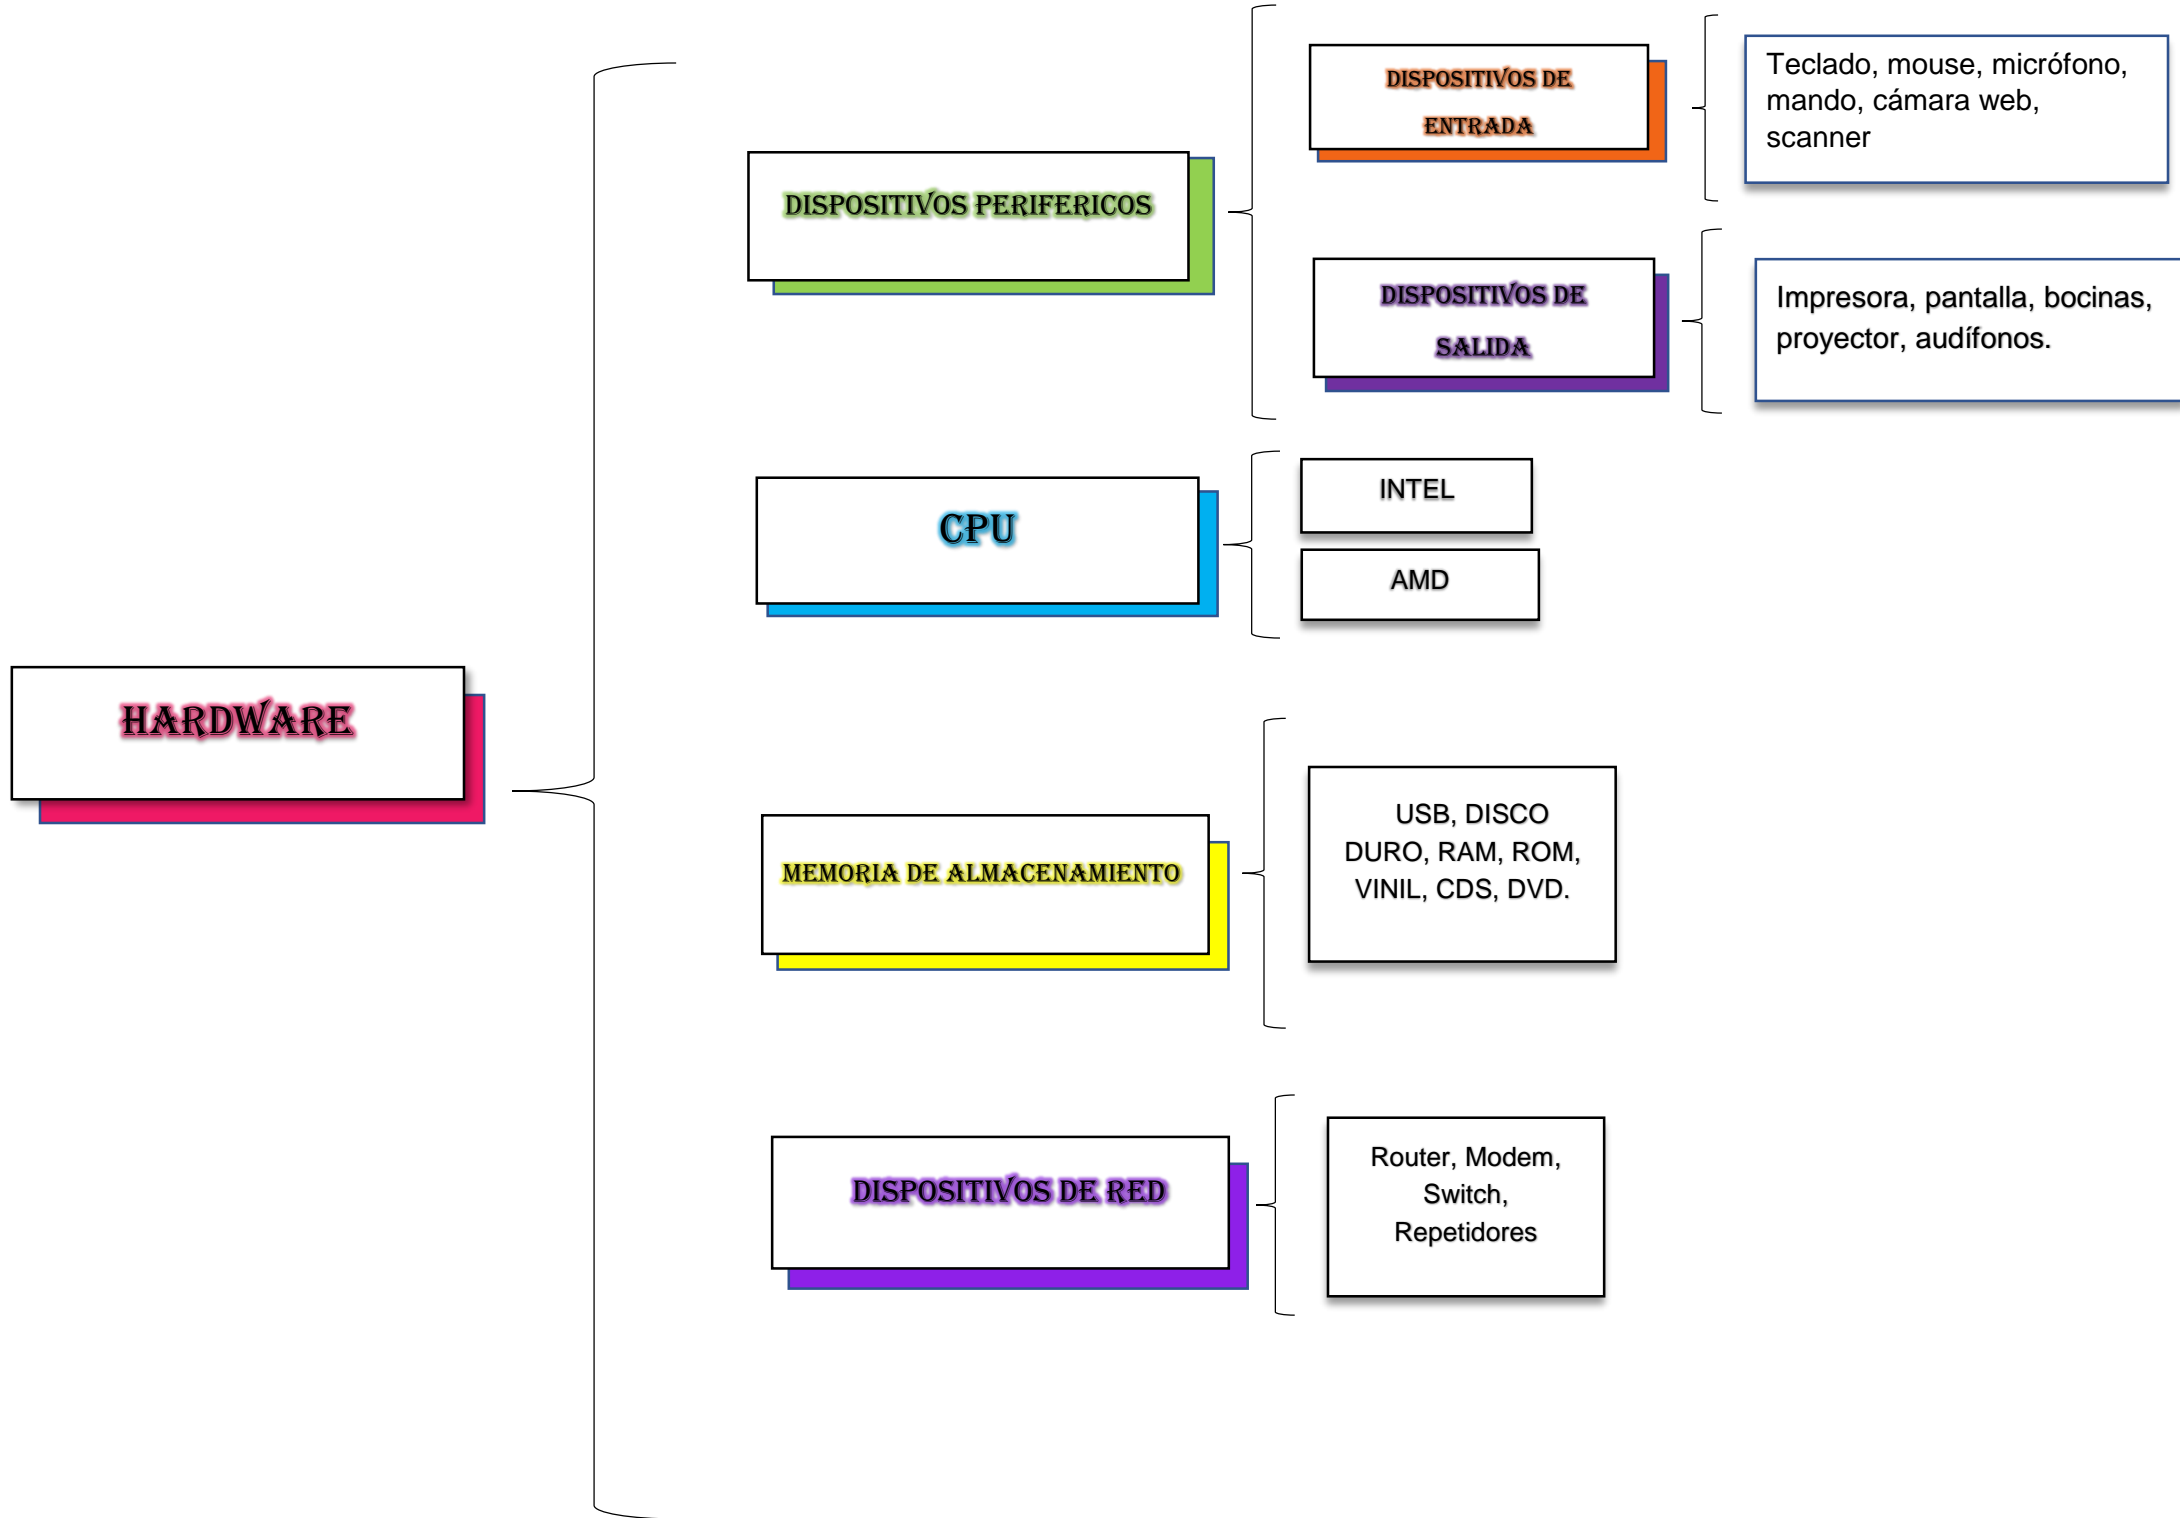 HARDWARE
DISPOSITIVOS PERIFERICOS
DISPOSITIVOS DE
ENTRADA
Teclado, mouse, micrófono,
mando, cámara web,
scanner
DISPOSITIVOS DE
SALIDA
Impresora, pantalla, bocinas,
proyector, audífonos.
CPU
INTEL
AMD
MEMORIA DE ALMACENAMIENTO
USB, DISCO
DURO, RAM, ROM,
VINIL, CDS, DVD.
DISPOSITIVOS DE RED
Router, Modem,
Switch,
Repetidores